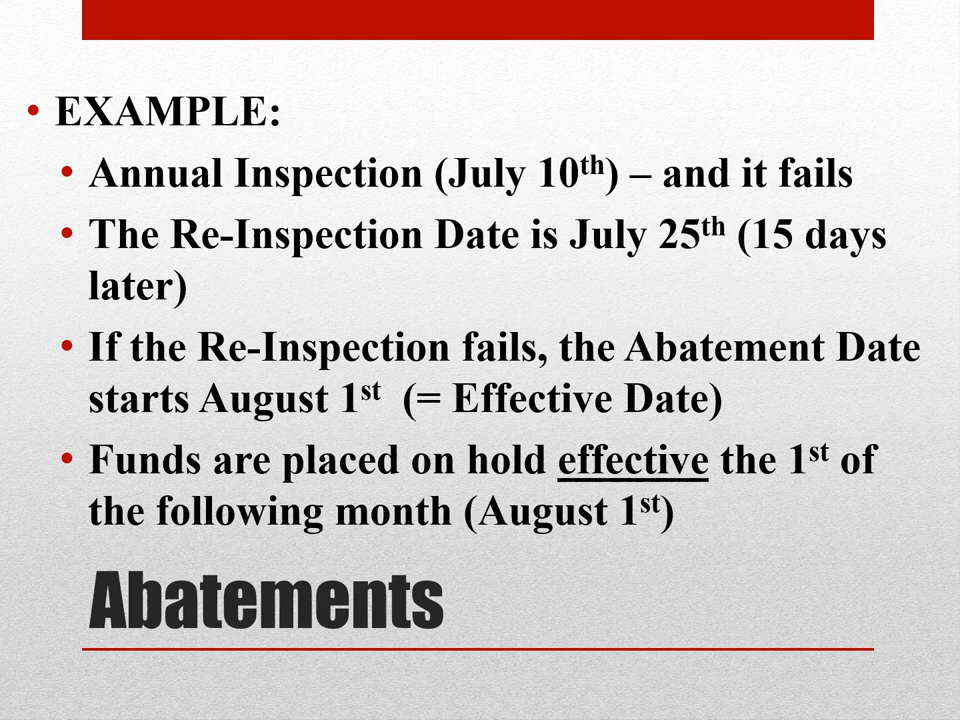 • EXAMPLE:
• Annual Inspection (July 10th) – and it fails
• The Re-Inspection Date is July 25th (15 days
later)
• If the Re-Inspection fails, the Abatement Date
starts August 1st (= Effective Date)
• Funds are placed on hold effective the 1st of
the following month (August 1st)
Abatements